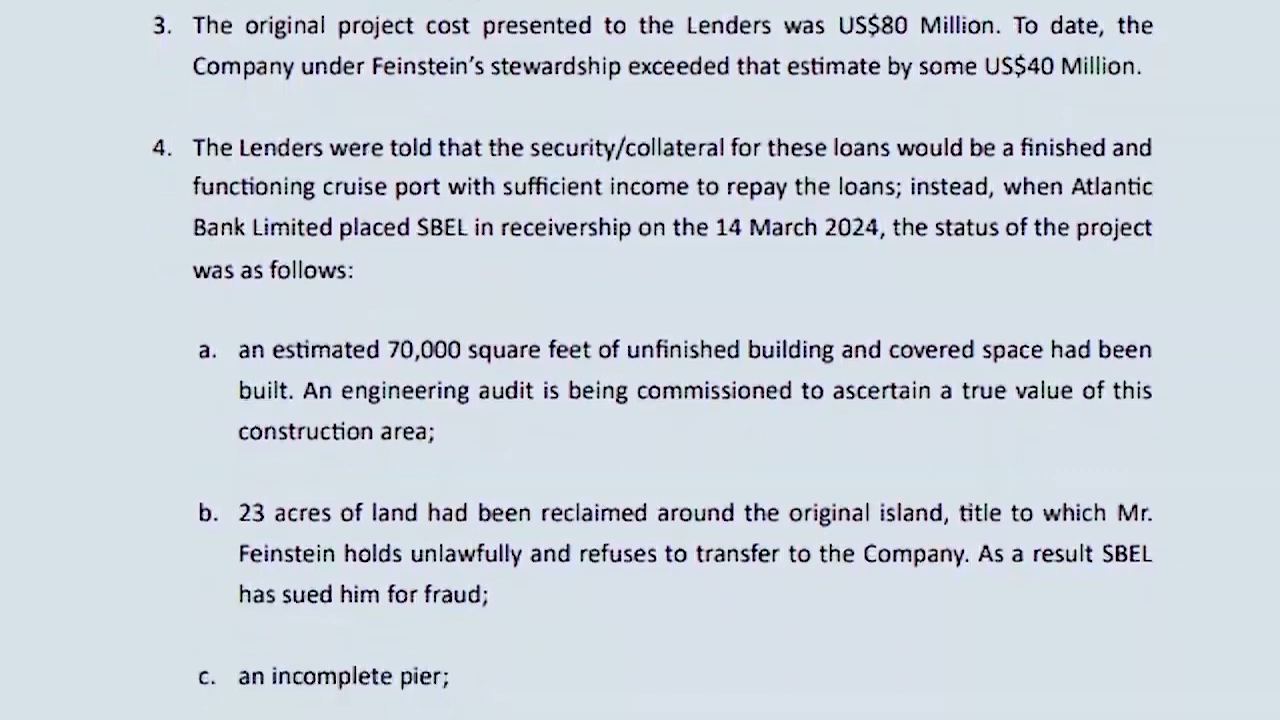 3. The original project cost presented to the Lenders was US$80 Million. To date, the
Company under Feinstein's stewardship exceeded that estimate by some US$40 Million.
4. The Lenders were told that the security/collateral for these loans would be a finished and
functioning cruise port with sufficient income to repay the loans; instead, when Atlantic
Bank Limited placed SBEL in receivership on the 14 March 2024, the status of the project
was as follows:
a. an estimated 70,000 square feet of unfinished building and covered space had been
built. An engineering audit is being commissioned to ascertain a true value of this
construction area;
b. 23 acres of land had been reclaimed around the original island, title to which Mr.
Feinstein holds unlawfully and refuses to transfer to the Company. As a result SBEL
has sued him for fraud;
c. an incomplete pier;